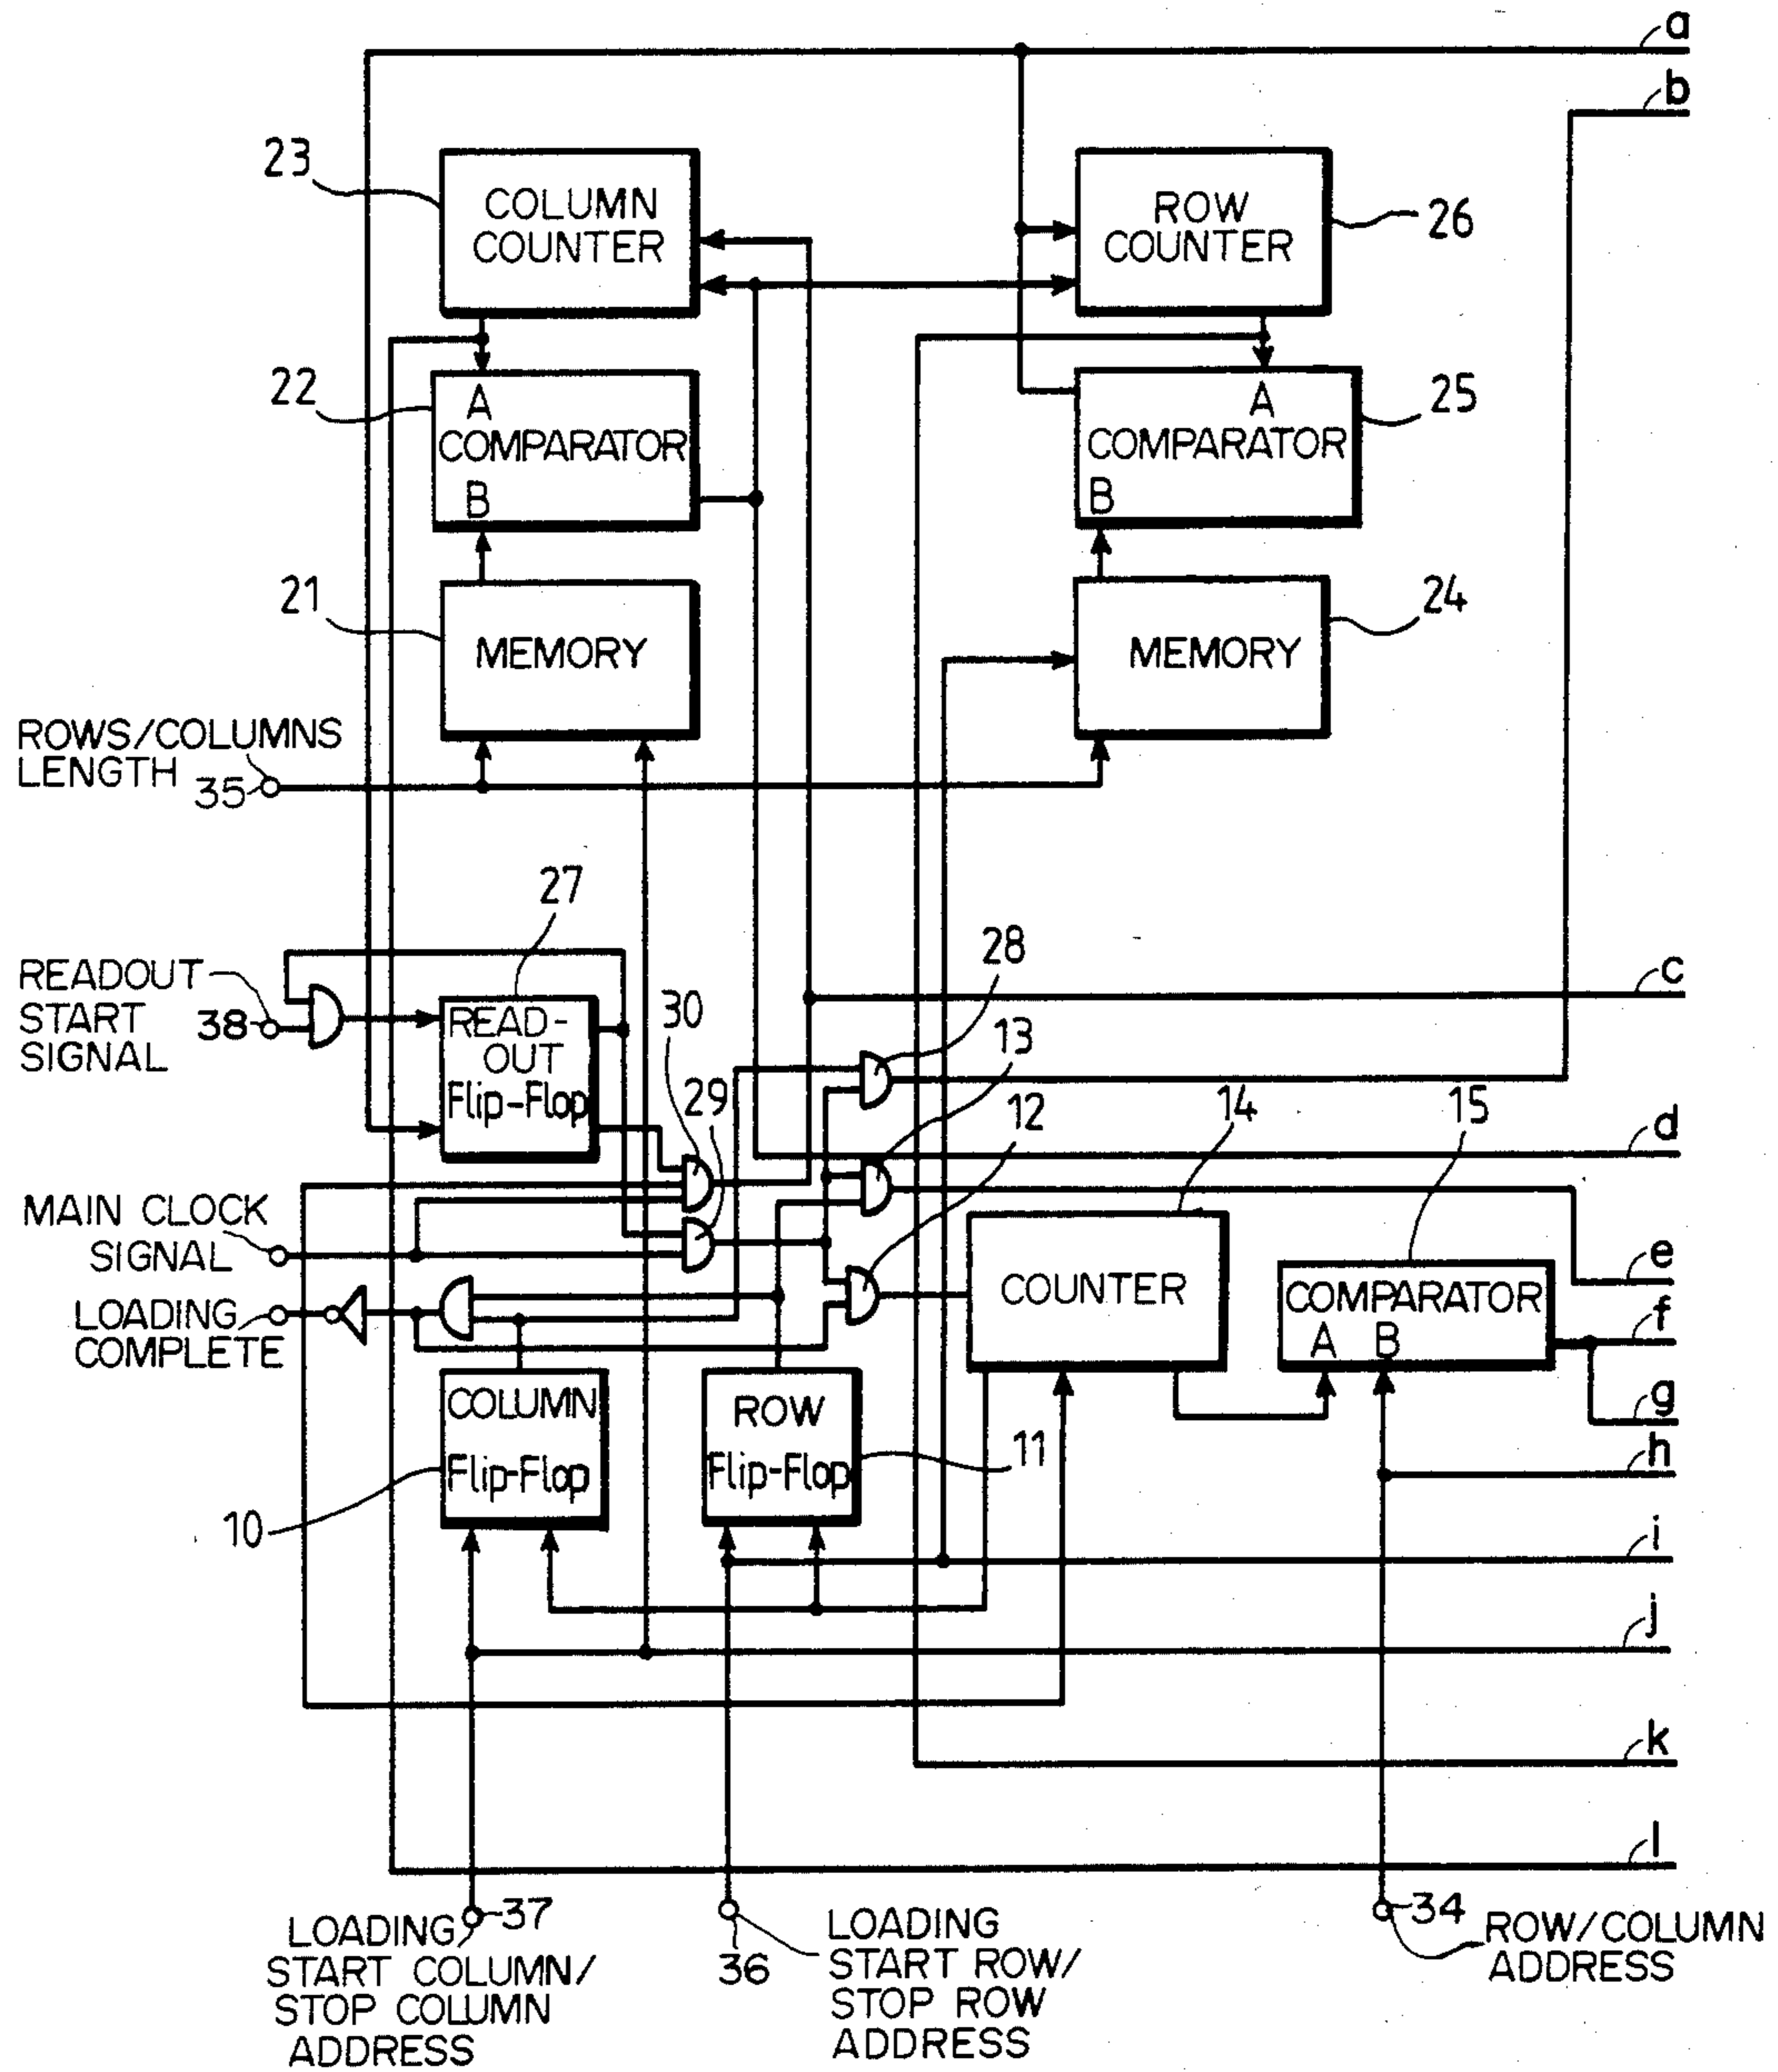 a
b
23
COLUMN
COUNTER
ROW
COUNTER
26
22
A
COMPARATOR
B
A
COMPARATOR
B
25
21
MEMORY
MEMORY
24
ROWS/COLUMNS
LENGTH
35
27
28
READOUT
START
SIGNAL
38
READ-
OUT
Flip-Flop
30
13
c
29
12
14
15
d
MAIN CLOCK
SIGNAL
COUNTER
COMPARATOR
A B
e
f
LOADING
COMPLETE
g
COLUMN
Flip-Flop
ROW
Flip-Flop
11
h
10
i
j
k
l
37
LOADING
START COLUMN/
STOP COLUMN
ADDRESS
36
LOADING
START ROW/
STOP ROW
ADDRESS
34
ROW/COLUMN
ADDRESS